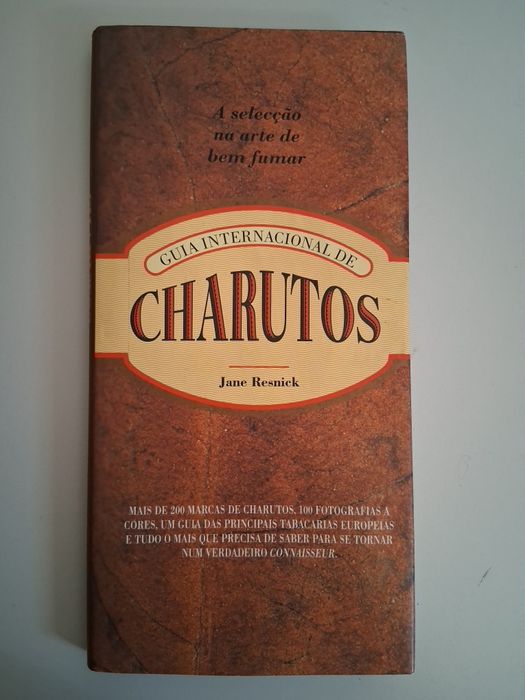 A selecção
na arte de
bem fumar
GUIA INTERNACIONAL DE
CHARUTOS
Jane Resnick
MAIS DE 200 MARCAS DE CHARUTOS, 100 FOTOGRAFIAS A
CORES, UM GUIA DAS PRINCIPAIS TABACARIAS EUROPEIAS
E TUDO O MAIS QUE PRECISA DE SABER PARA SE TORNAR
NUM VERDADEIRO CONNAISSEUR.